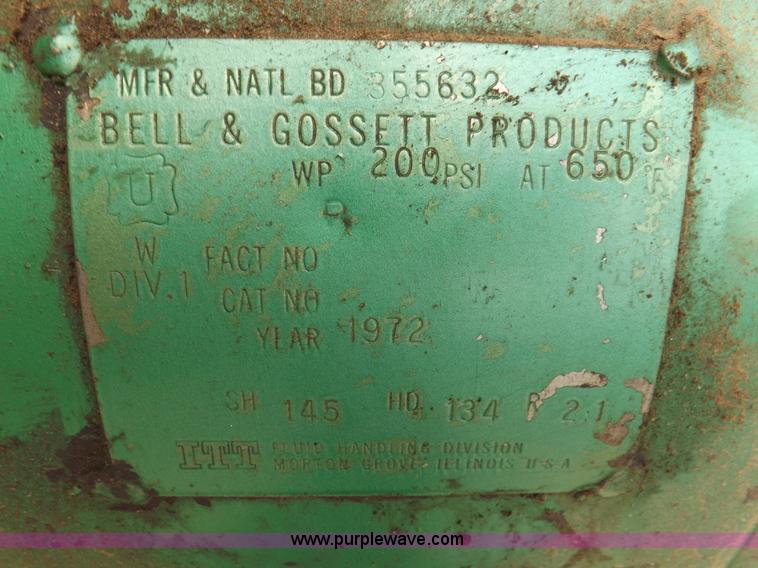 MFR & NATL BD 355632
BELL & GOSSETT PRODUCTS
WP 200 PSI AT 650 °F
U
W
DIV. 1
FACT NO
CAT NO
YEAR 1972
SH 145 HD. 134 R 2:1
ITT FLUID HANDLING DIVISION
MORTON GROVE, ILLINOIS U·S·A
www.purplewave.com